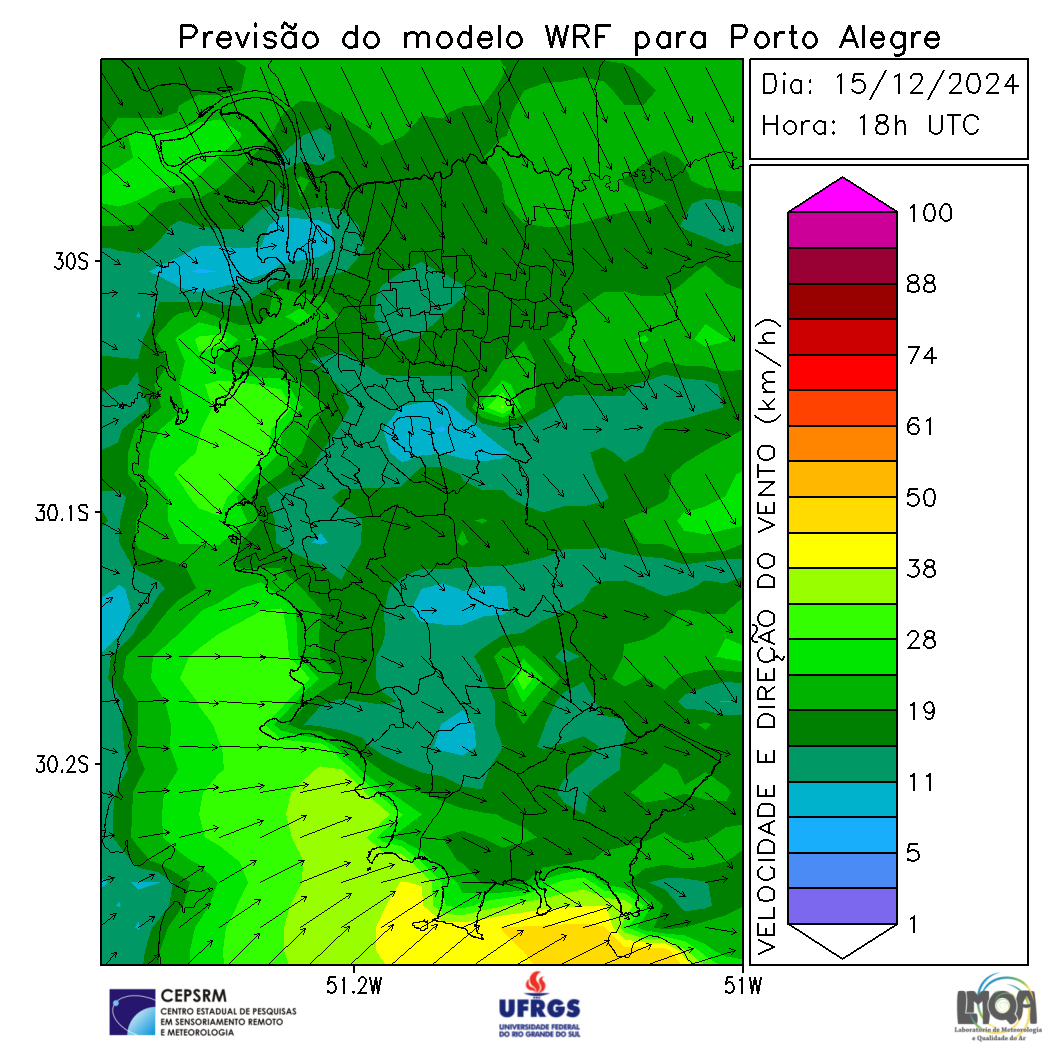 Previsão do modelo WRF para Porto Alegre
Dia: 15/12/2024
Hora: 18h UTC
30S
30.1S
30.2S
51.2W
51W
VELOCIDADE E DIREÇÃO DO VENTO (km/h)
100
88
74
61
50
38
28
19
11
5
1
CEPSRM
CENTRO ESTADUAL DE PESQUISAS
EM SENSORIAMENTO REMOTO
E METEOROLOGIA
UFRGS
UNIVERSIDADE FEDERAL
DO RIO GRANDE DO SUL
LMQA
Laboratório de Meteorologia
e Qualidade do Ar